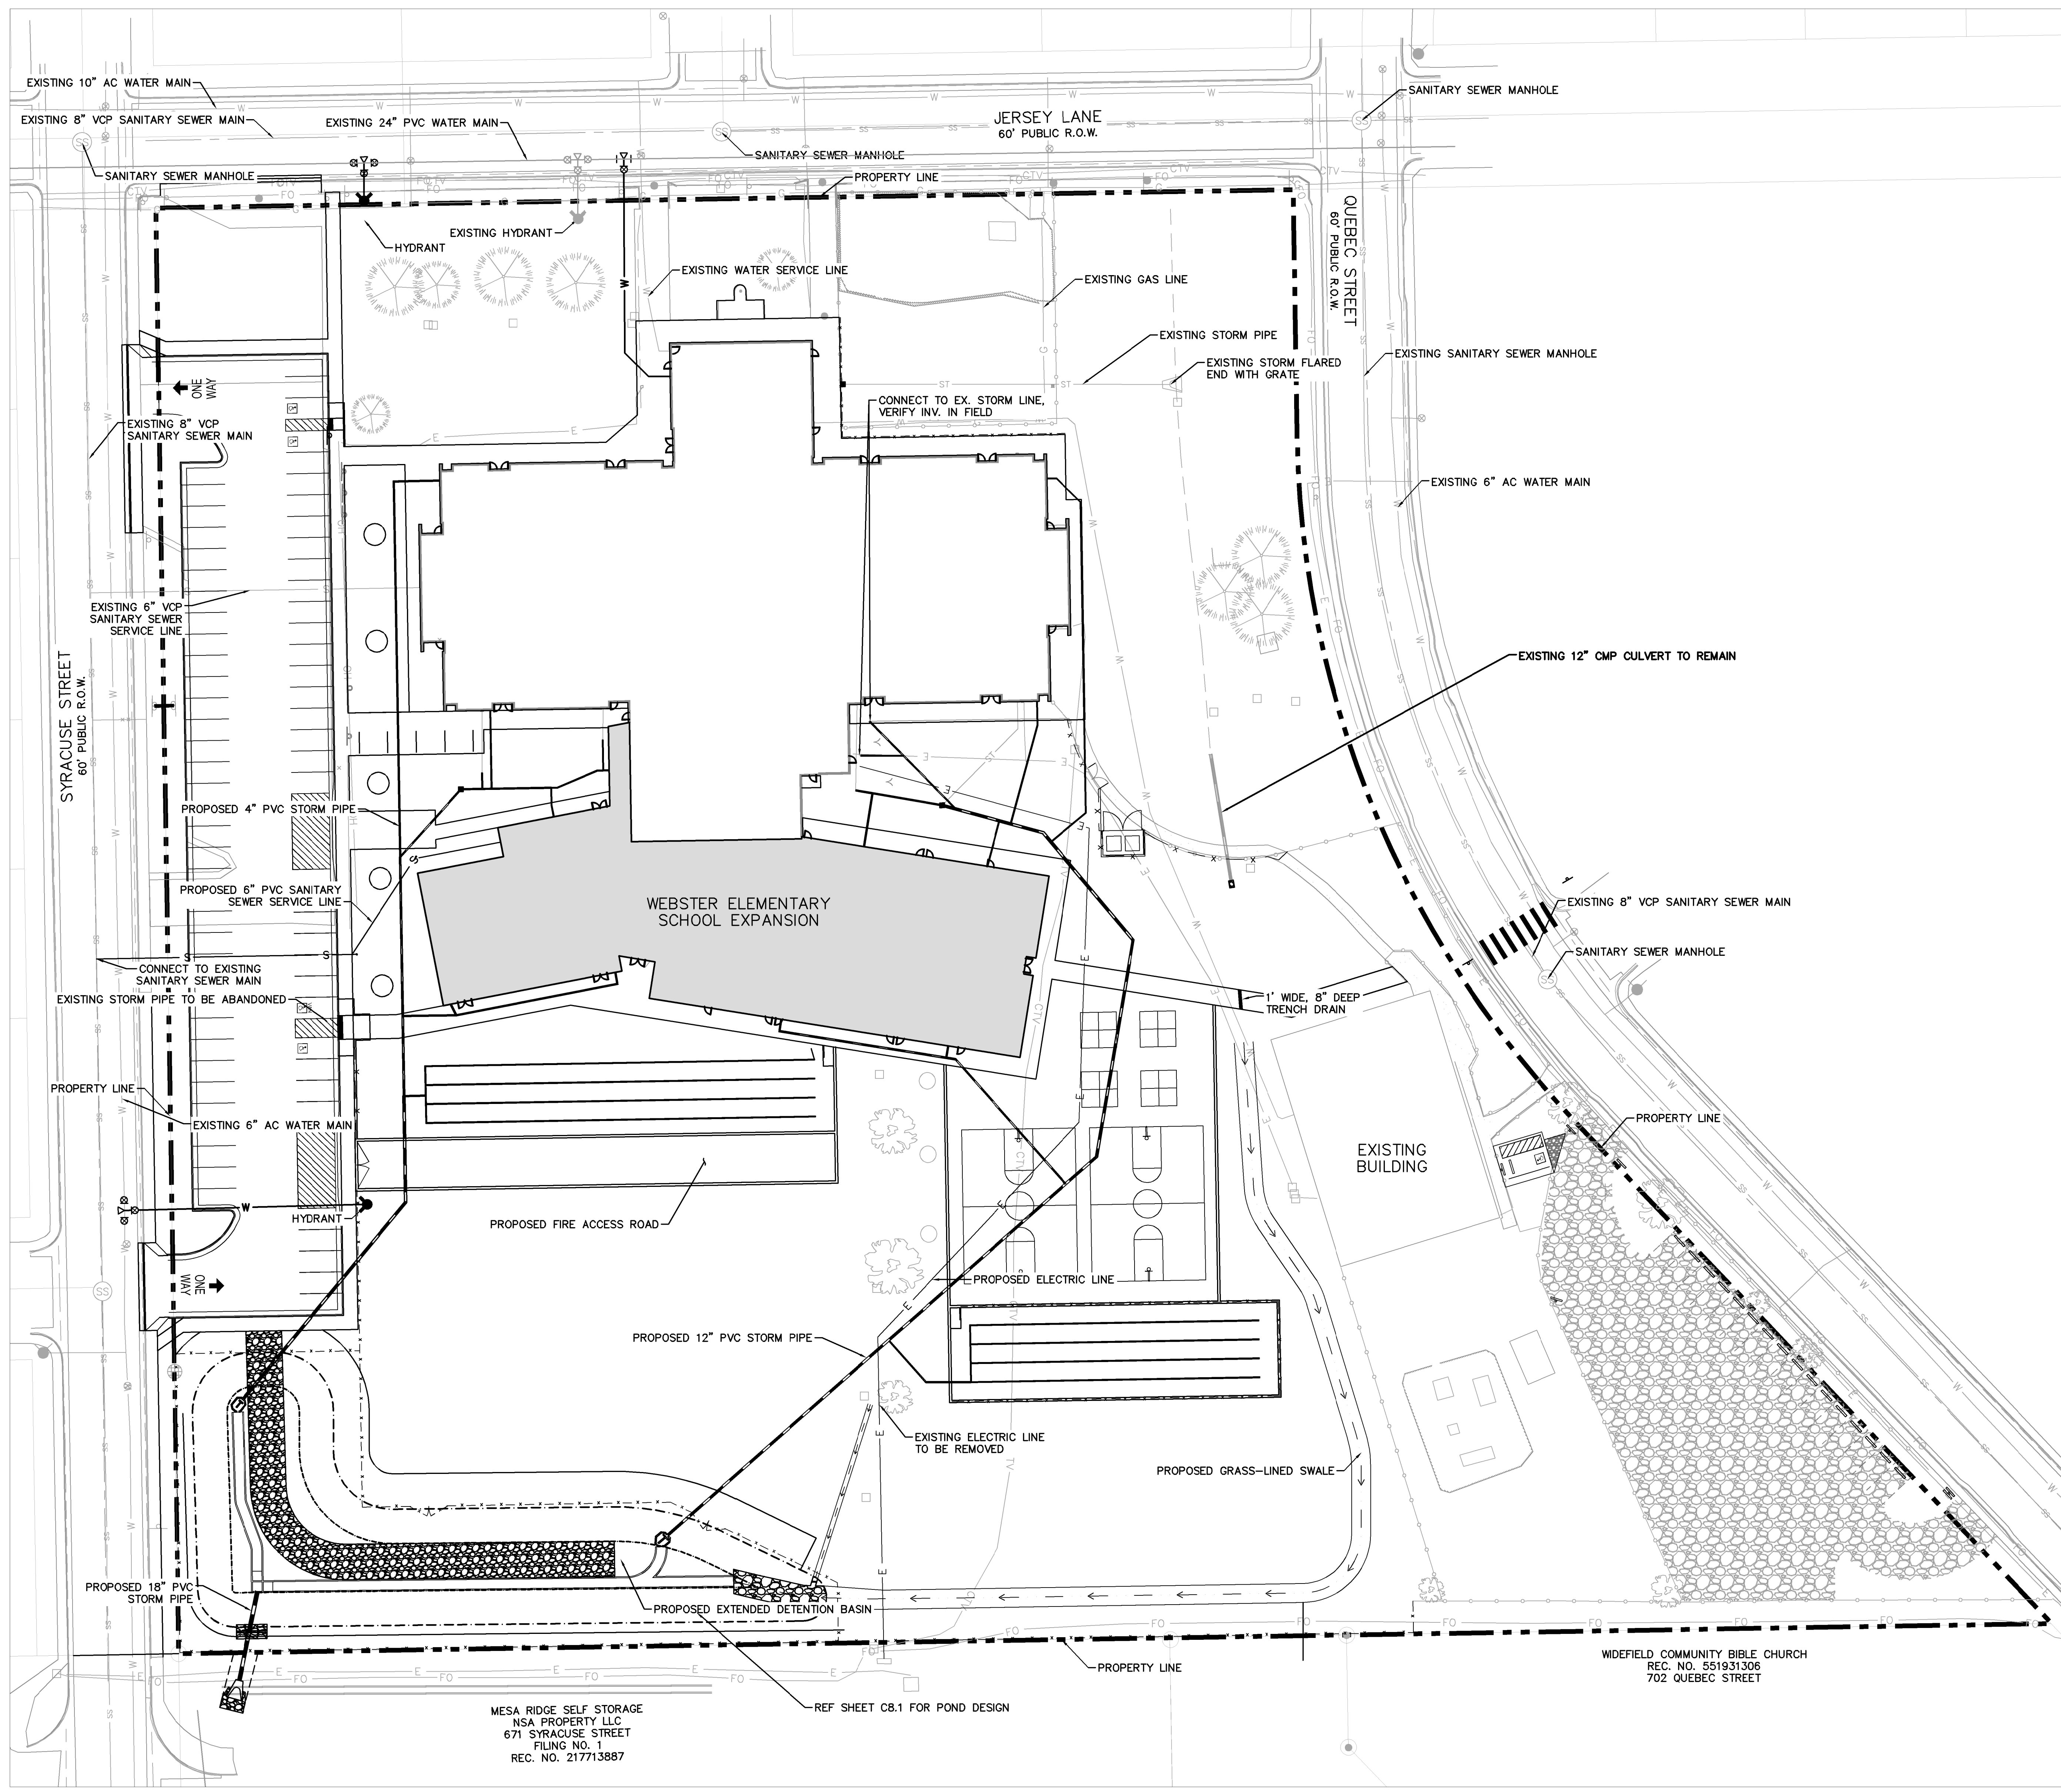 EXISTING 10" AC WATER MAIN
EXISTING 8" VCP SANITARY SEWER MAIN
EXISTING 24" PVC WATER MAIN
JERSEY LANE
60' PUBLIC R.O.W.
SANITARY SEWER MANHOLE
SANITARY SEWER MANHOLE
SANITARY SEWER MANHOLE
PROPERTY LINE
HYDRANT
EXISTING HYDRANT
EXISTING WATER SERVICE LINE
EXISTING GAS LINE
QUEBEC STREET
60' PUBLIC R.O.W.
EXISTING STORM PIPE
EXISTING STORM FLARED
END WITH GRATE
EXISTING SANITARY SEWER MANHOLE
ONE
WAY
CONNECT TO EX. STORM LINE,
VERIFY INV. IN FIELD
EXISTING 8" VCP
SANITARY SEWER MAIN
EXISTING 6" AC WATER MAIN
EXISTING 6" VCP
SANITARY SEWER
SERVICE LINE
SYRACUSE STREET
60' PUBLIC R.O.W.
EXISTING 12" CMP CULVERT TO REMAIN
PROPOSED 4" PVC STORM PIPE
PROPOSED 6" PVC SANITARY
SEWER SERVICE LINE
WEBSTER ELEMENTARY
SCHOOL EXPANSION
EXISTING 8" VCP SANITARY SEWER MAIN
SANITARY SEWER MANHOLE
CONNECT TO EXISTING
SANITARY SEWER MAIN
EXISTING STORM PIPE TO BE ABANDONED
1' WIDE, 8" DEEP
TRENCH DRAIN
PROPERTY LINE
EXISTING 6" AC WATER MAIN
PROPERTY LINE
EXISTING
BUILDING
HYDRANT
PROPOSED FIRE ACCESS ROAD
ONE
WAY
PROPOSED ELECTRIC LINE
PROPOSED 12" PVC STORM PIPE
EXISTING ELECTRIC LINE
TO BE REMOVED
PROPOSED GRASS-LINED SWALE
PROPOSED 18" PVC
STORM PIPE
PROPOSED EXTENDED DETENTION BASIN
PROPERTY LINE
REF SHEET C8.1 FOR POND DESIGN
MESA RIDGE SELF STORAGE
NSA PROPERTY LLC
671 SYRACUSE STREET
FILING NO. 1
REC. NO. 217713887
WIDEFIELD COMMUNITY BIBLE CHURCH
REC. NO. 551931306
702 QUEBEC STREET